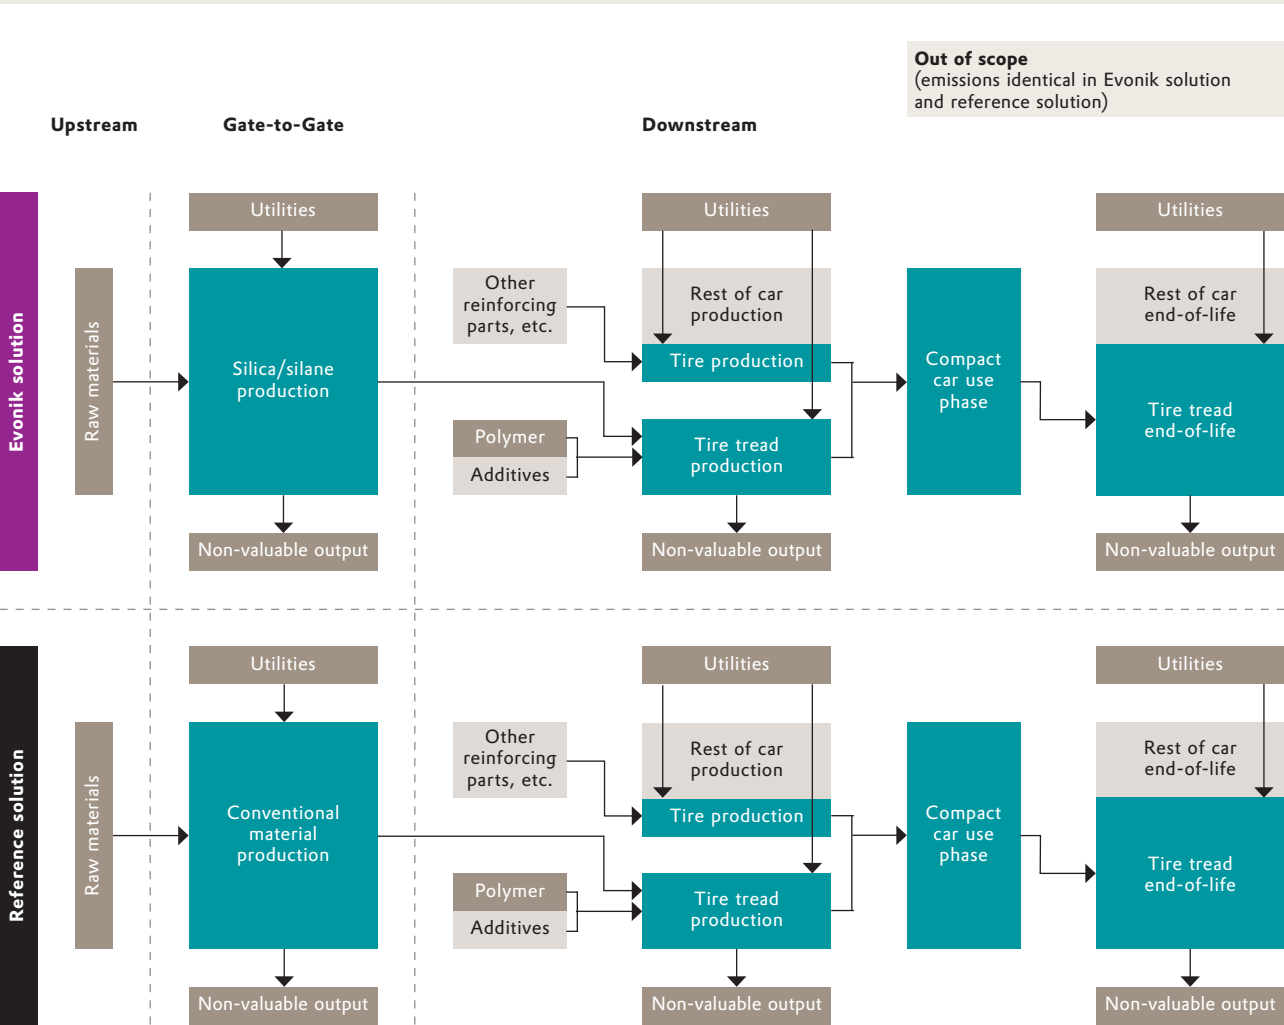 Out of scope
(emissions identical in Evonik solution
and reference solution)
Upstream
Gate-to-Gate
Downstream
Evonik solution
Raw materials
Utilities
Silica/silane
production
Non-valuable output
Other
reinforcing
parts, etc.
Polymer
Additives
Utilities
Rest of car
production
Tire production
Tire tread
production
Non-valuable output
Compact
car use
phase
Utilities
Rest of car
end-of-life
Tire tread
end-of-life
Non-valuable output
Reference solution
Raw materials
Utilities
Conventional
material
production
Non-valuable output
Other
reinforcing
parts, etc.
Polymer
Additives
Utilities
Rest of car
production
Tire production
Tire tread
production
Non-valuable output
Compact
car use
phase
Utilities
Rest of car
end-of-life
Tire tread
end-of-life
Non-valuable output